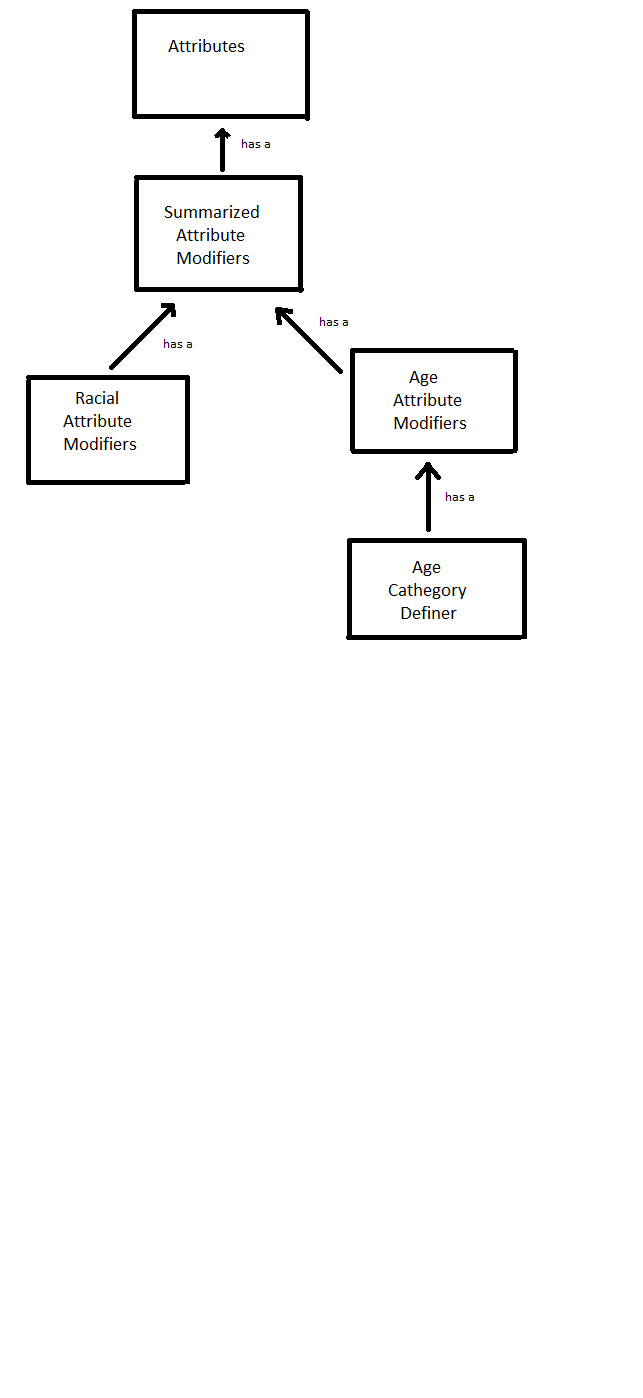 Attributes
has a
Summarized
Attribute
Modifiers
has a
has a
Racial
Attribute
Modifiers
Age
Attribute
Modifiers
has a
Age
Cathegory
Definer